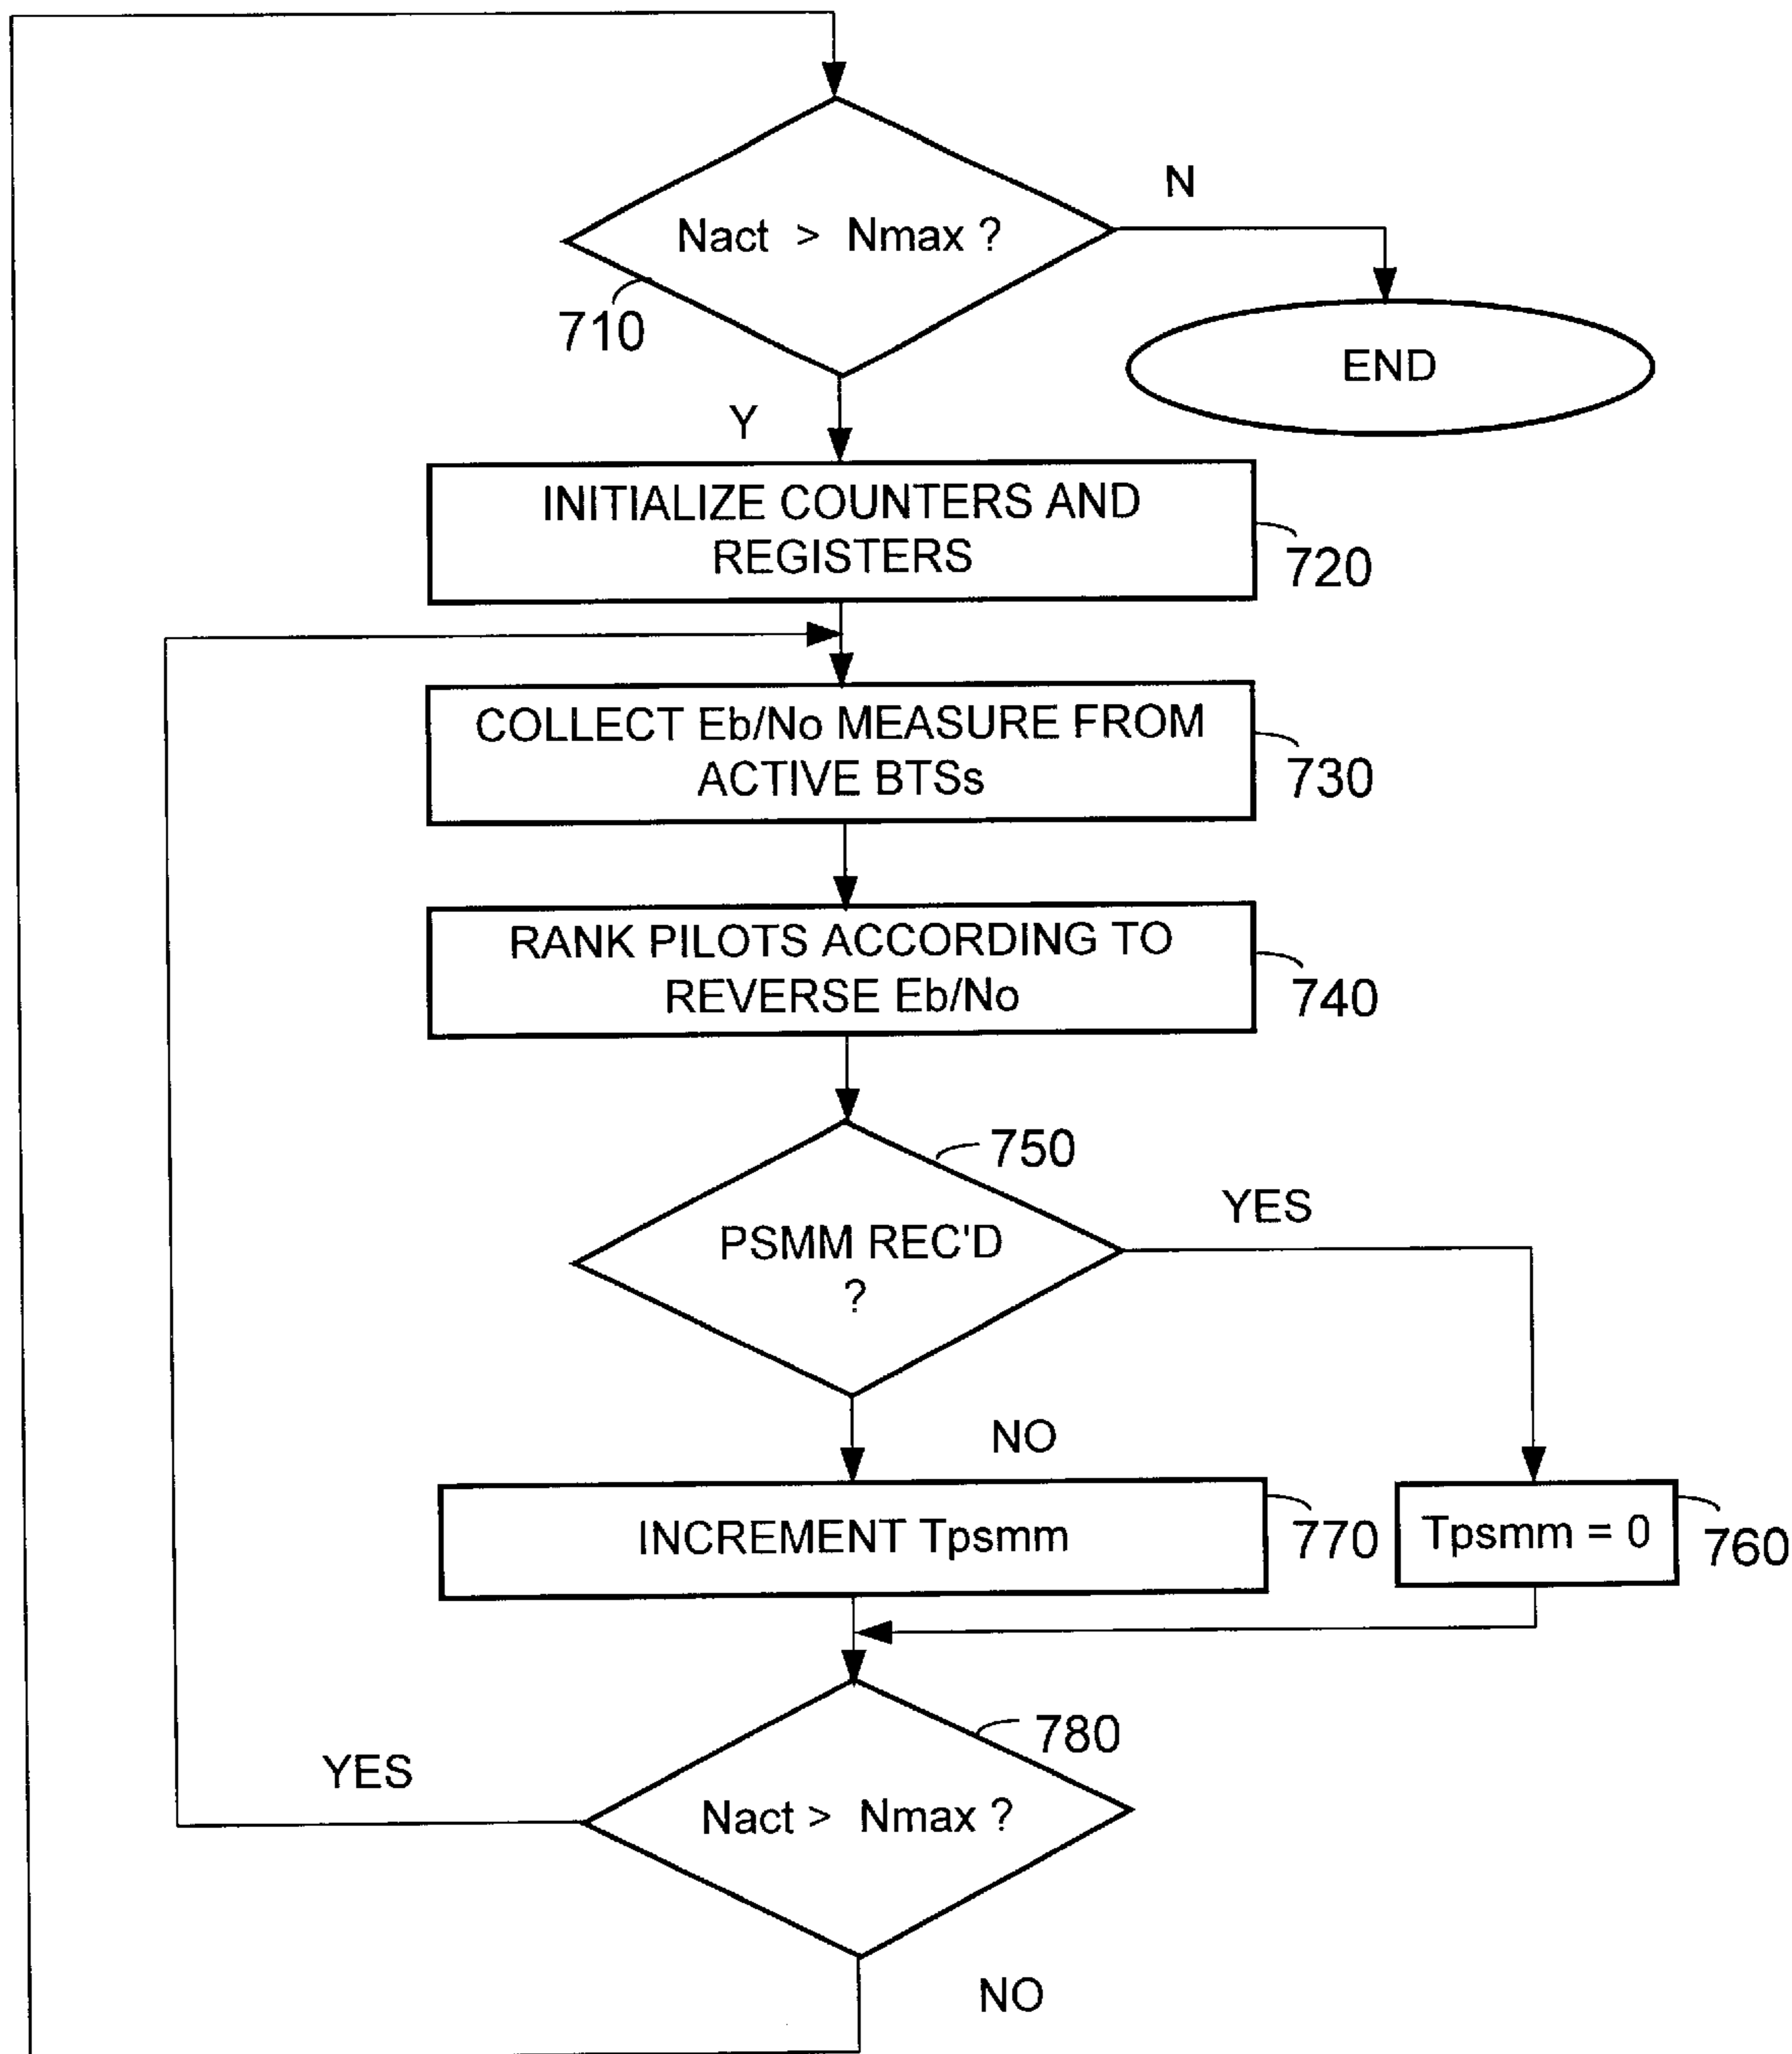 N
Nact > Nmax ?
710
END
Y
INITIALIZE COUNTERS AND
REGISTERS
720
COLLECT Eb/No MEASURE FROM
ACTIVE BTSs
730
RANK PILOTS ACCORDING TO
REVERSE Eb/No
740
750
YES
PSMM REC'D
?
NO
INCREMENT Tpsmm
770
Tpsmm = 0
760
780
YES
Nact > Nmax ?
NO